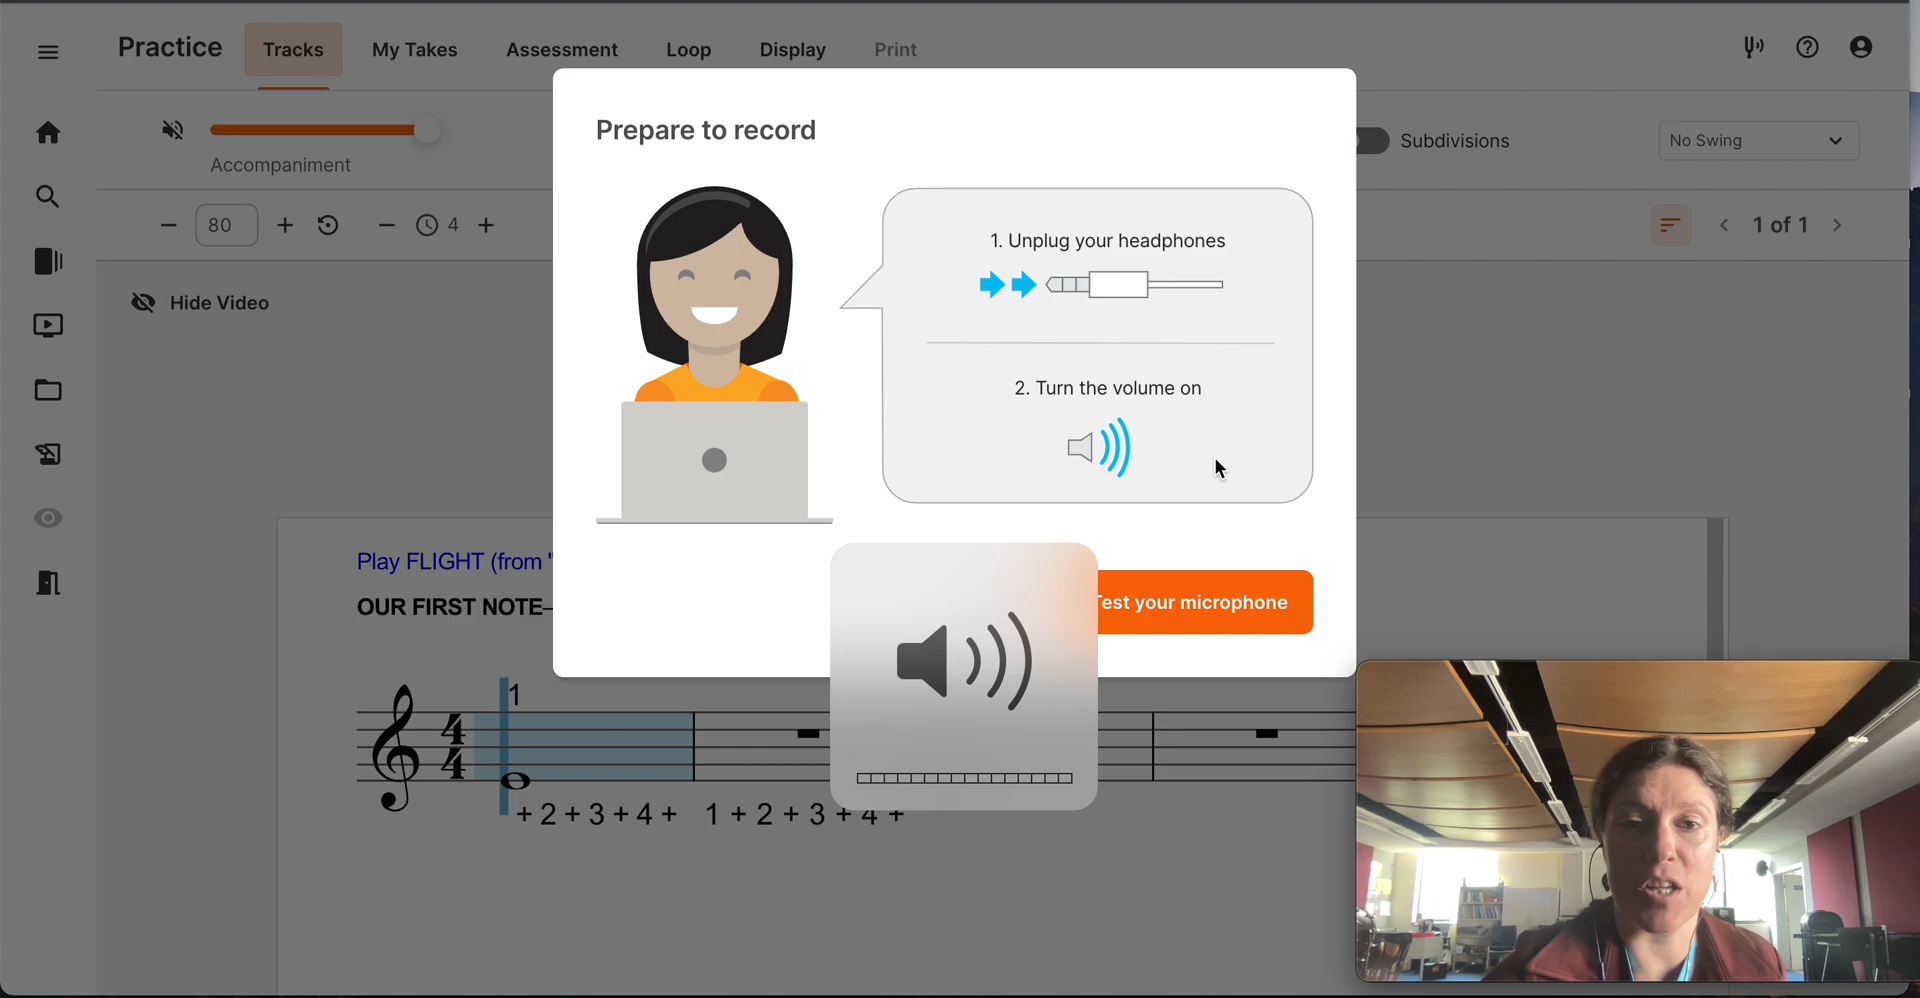 Practice Tracks My Takes Assessment Loop Display Print
Accompaniment
Subdivisions
No Swing
80
4
1 of 1
Hide Video
Prepare to record
1. Unplug your headphones
2. Turn the volume on
Test your microphone
Play FLIGHT (from "
OUR FIRST NOTE—
1
4
4
+ 2 + 3 + 4 + 1 + 2 + 3 + 4 +